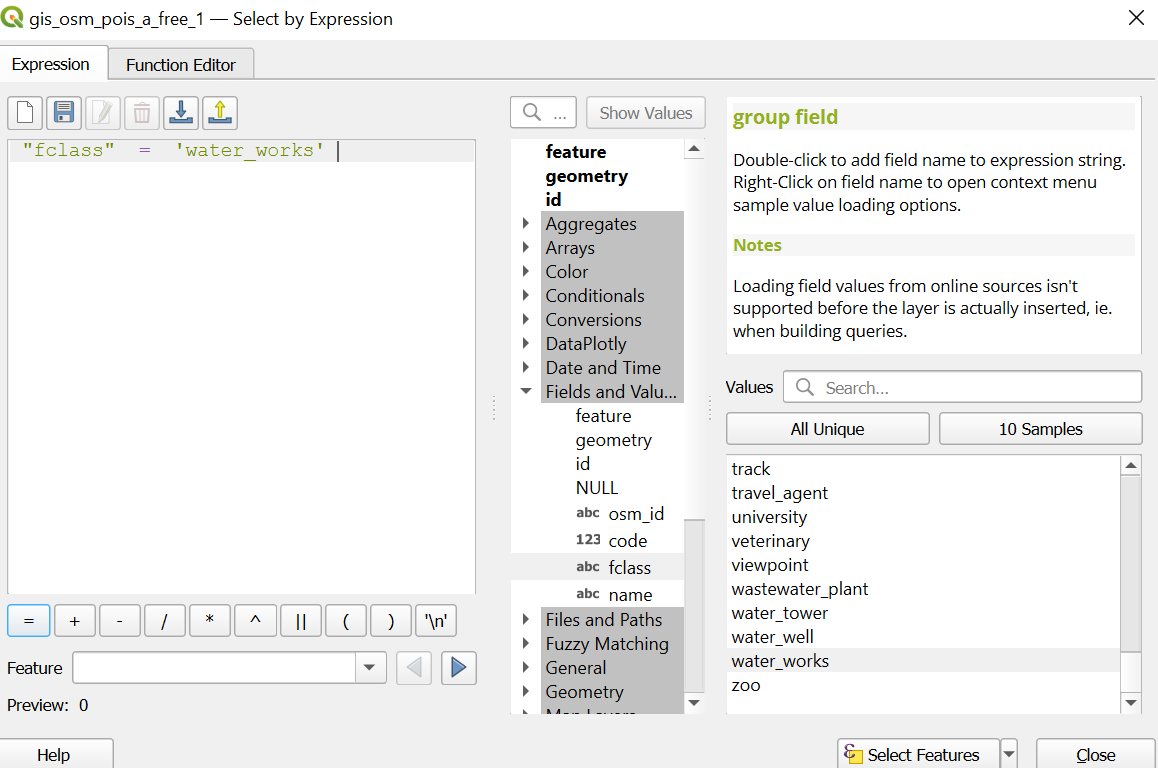 gis_osm_pois_a_free_1 — Select by Expression
Expression
Function Editor
"fclass" = 'water_works'
...
Show Values
feature
geometry
id
Aggregates
Arrays
Color
Conditionals
Conversions
DataPlotly
Date and Time
Fields and Valu...
feature
geometry
id
NULL
abc osm_id
123 code
abc fclass
abc name
Files and Paths
Fuzzy Matching
General
Geometry
group field
Double-click to add field name to expression string.
Right-Click on field name to open context menu
sample value loading options.
Notes
Loading field values from online sources isn't
supported before the layer is actually inserted, ie.
when building queries.
Values
Search...
All Unique
10 Samples
track
travel_agent
university
veterinary
viewpoint
wastewater_plant
water_tower
water_well
water_works
zoo
= + - / * ^ || ( ) '\n'
Feature
Preview: 0
Help
Select Features
Close